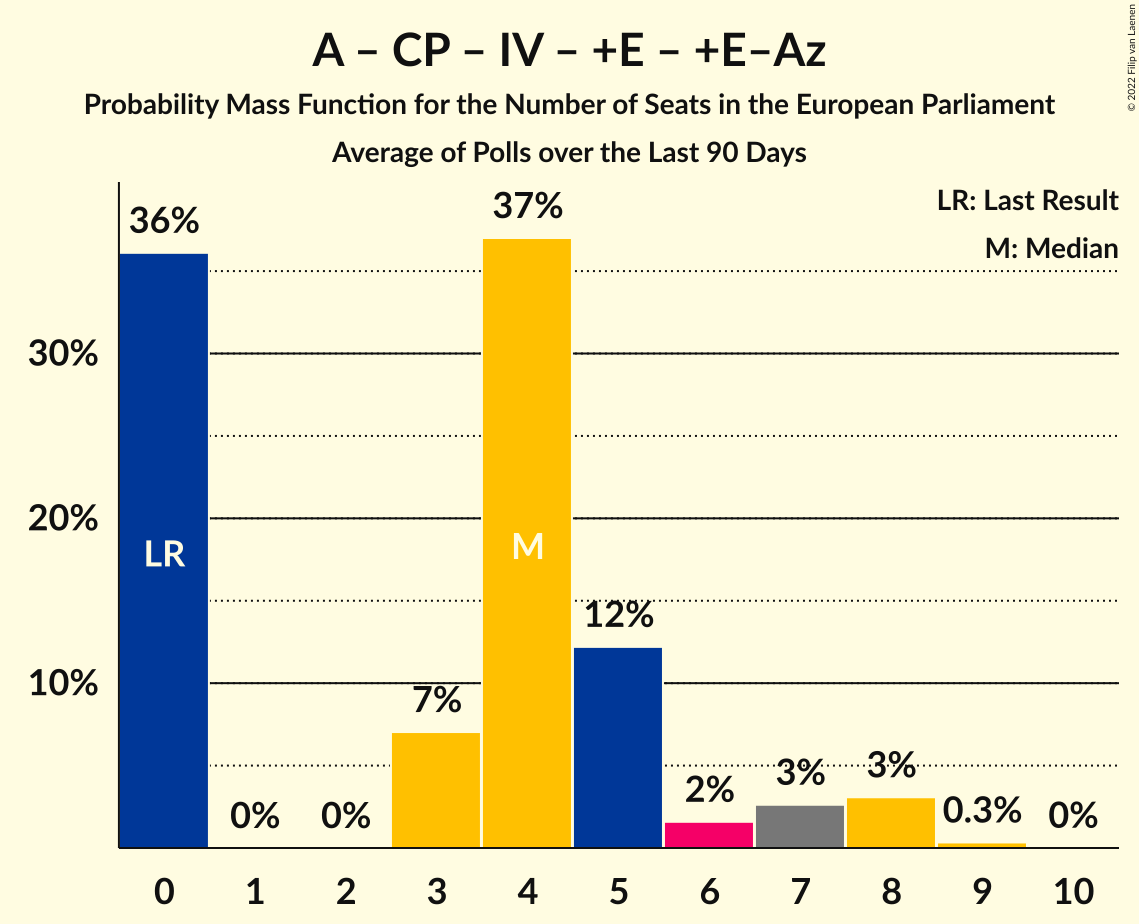 A – CP – IV – +E – +E–Az
Probability Mass Function for the Number of Seats in the European Parliament
Average of Polls over the Last 90 Days
© 2022 Filip van Laenen
LR: Last Result
M: Median
36%
0%
0%
7%
37%
12%
2%
3%
3%
0.3%
0%
30%
20%
10%
LR
M
0 1 2 3 4 5 6 7 8 9 10